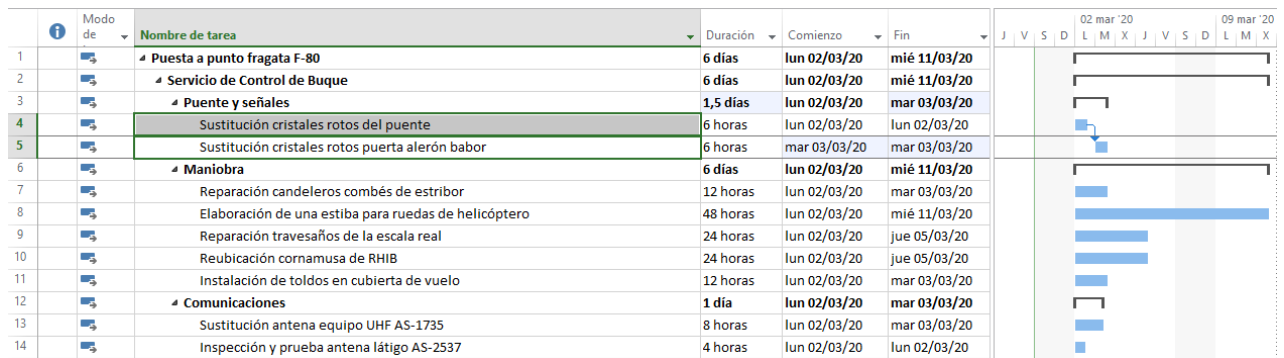 Modo de Nombre de tarea Duración Comienzo Fin
02 mar '20 09 mar '20
J V S D L M X J V S D L M X
1 Puesta a punto fragata F-80 6 días lun 02/03/20 mié 11/03/20
2 Servicio de Control de Buque 6 días lun 02/03/20 mié 11/03/20
3 Puente y señales 1,5 días lun 02/03/20 mar 03/03/20
4 Sustitución cristales rotos del puente 6 horas lun 02/03/20 lun 02/03/20
5 Sustitución cristales rotos puerta alerón babor 6 horas mar 03/03/20 mar 03/03/20
6 Maniobra 6 días lun 02/03/20 mié 11/03/20
7 Reparación candeleros combés de estribor 12 horas lun 02/03/20 mar 03/03/20
8 Elaboración de una estiba para ruedas de helicóptero 48 horas lun 02/03/20 mié 11/03/20
9 Reparación travesaños de la escala real 24 horas lun 02/03/20 jue 05/03/20
10 Reubicación cornamusa de RHIB 24 horas lun 02/03/20 jue 05/03/20
11 Instalación de toldos en cubierta de vuelo 12 horas lun 02/03/20 mar 03/03/20
12 Comunicaciones 1 día lun 02/03/20 mar 03/03/20
13 Sustitución antena equipo UHF AS-1735 8 horas lun 02/03/20 mar 03/03/20
14 Inspección y prueba antena látigo AS-2537 4 horas lun 02/03/20 lun 02/03/20